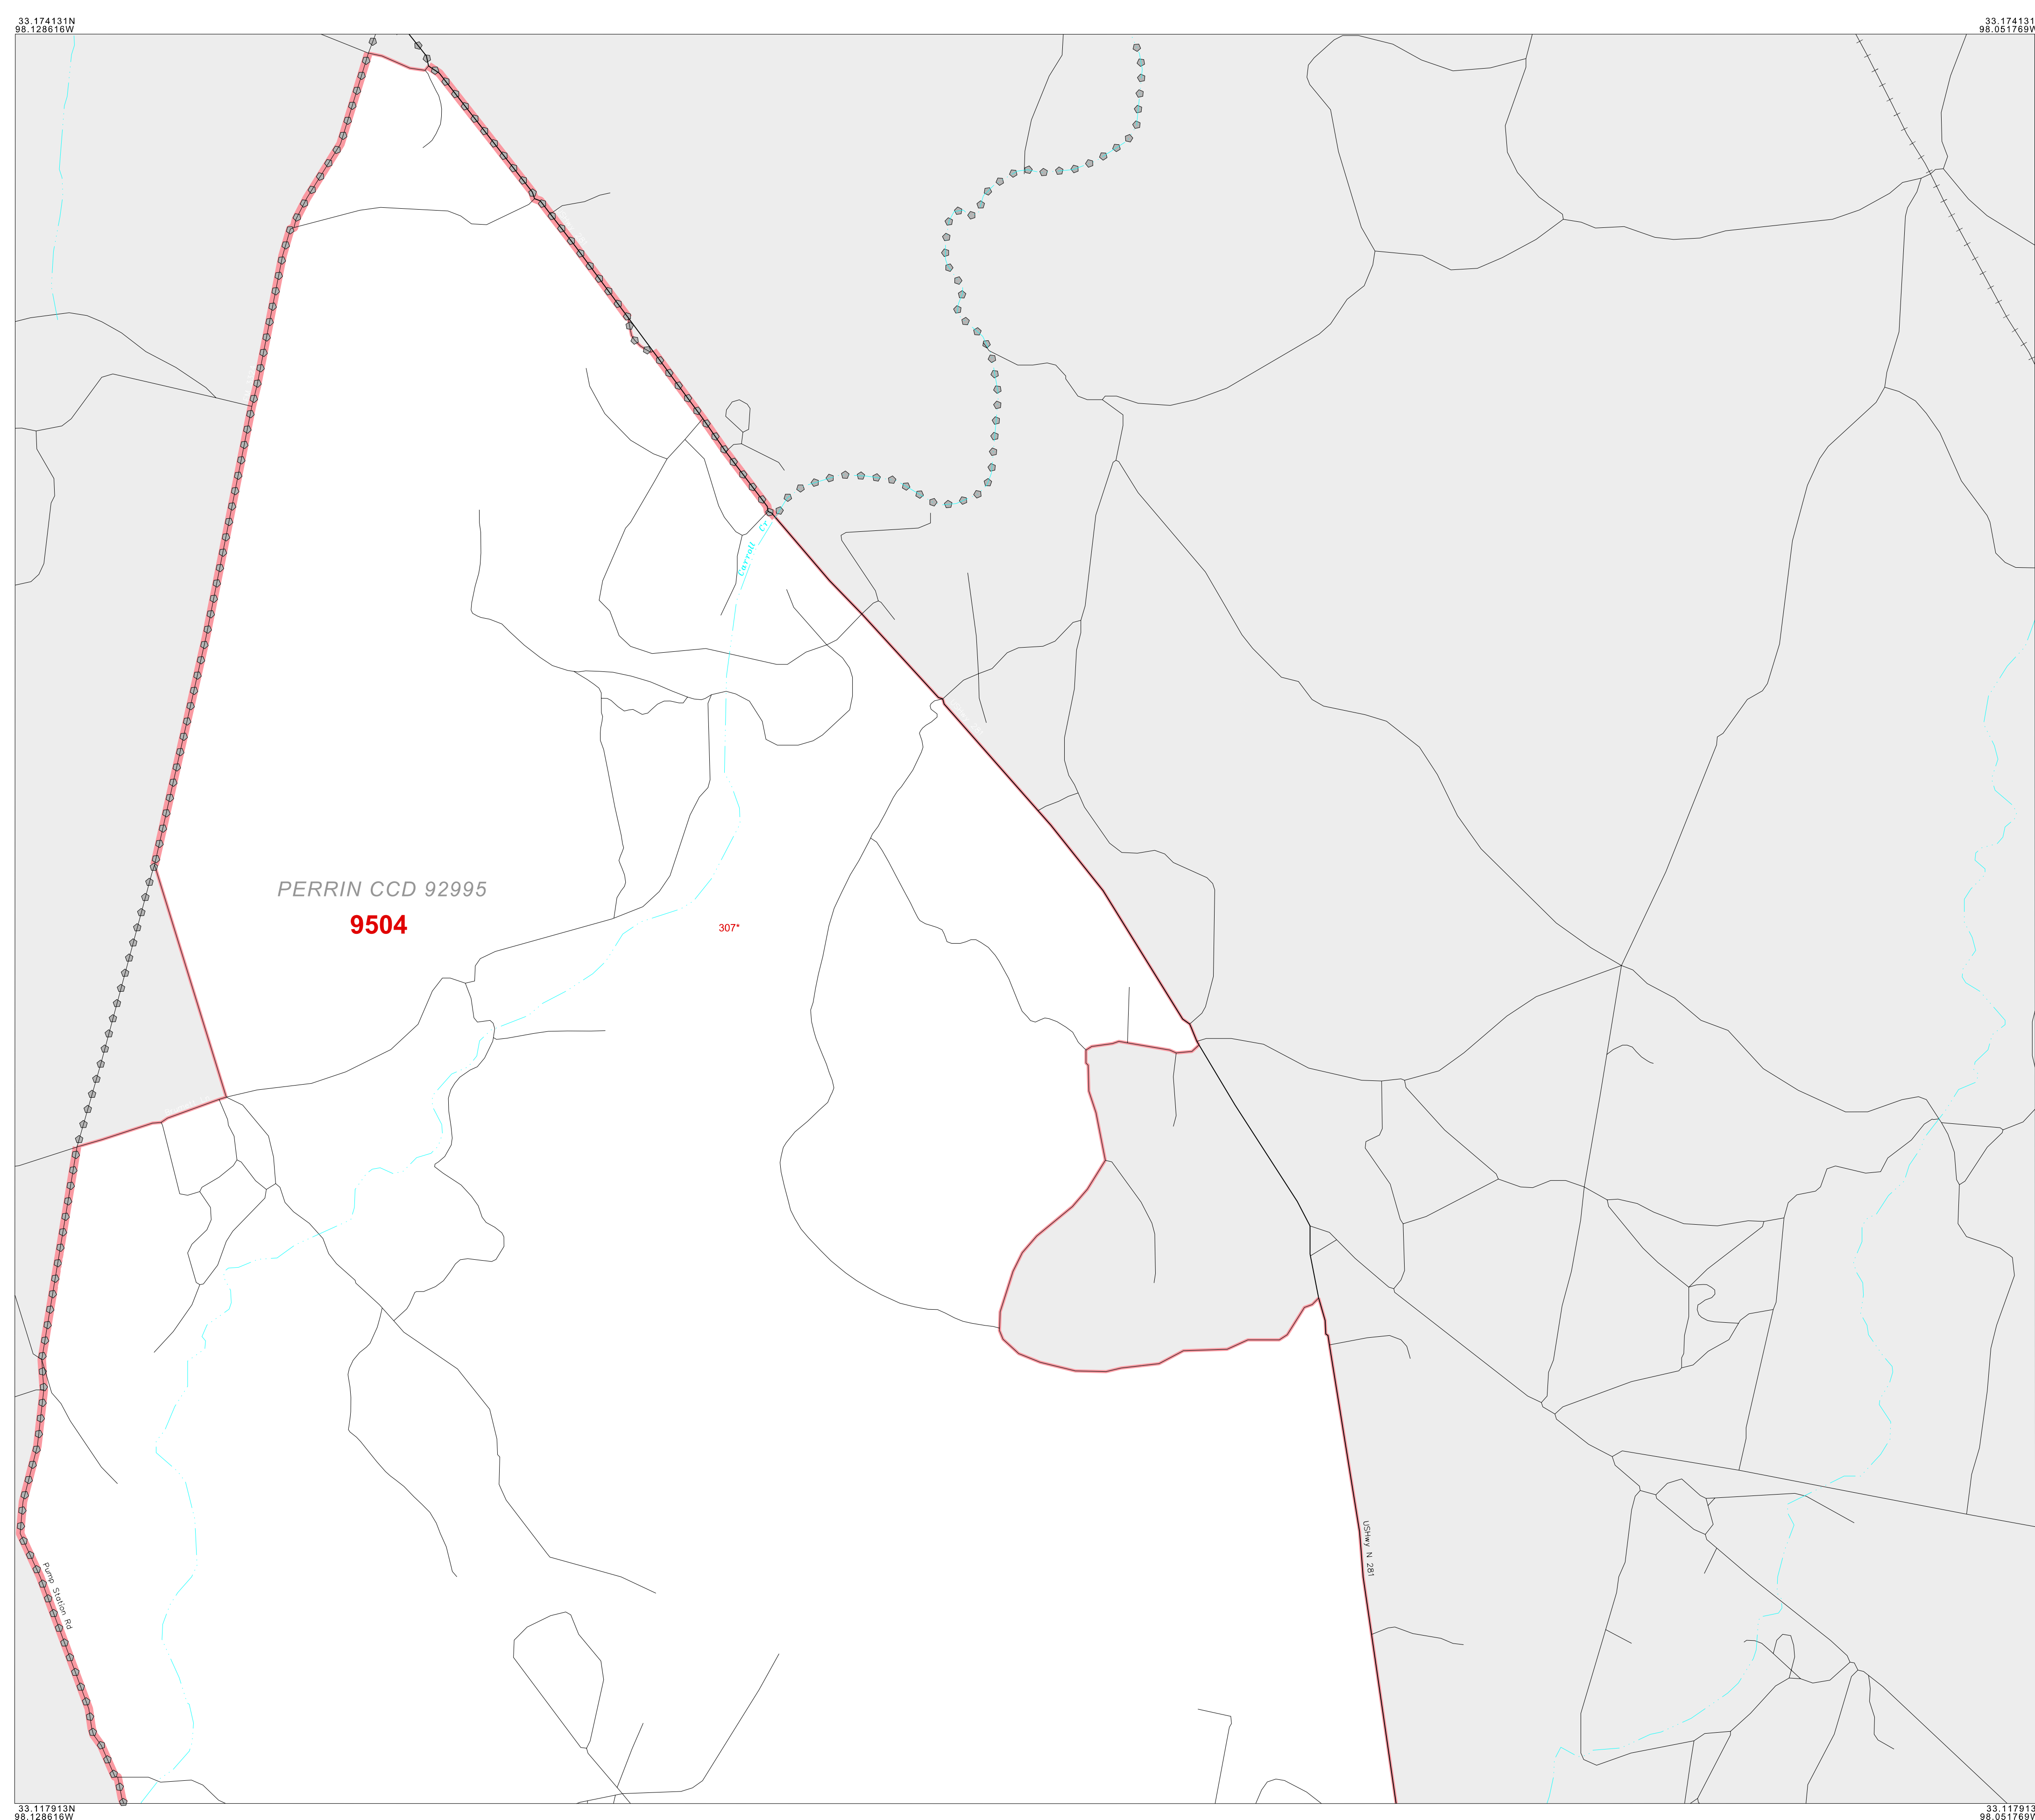 33.174131N
98.128616W
33.174131
98.051769W
Carroll Cr
PERRIN CCD 92995
9504
307*
USHwy N 281
Pump Station Rd
33.117913N
98.128616W
33.117913
98.051769W